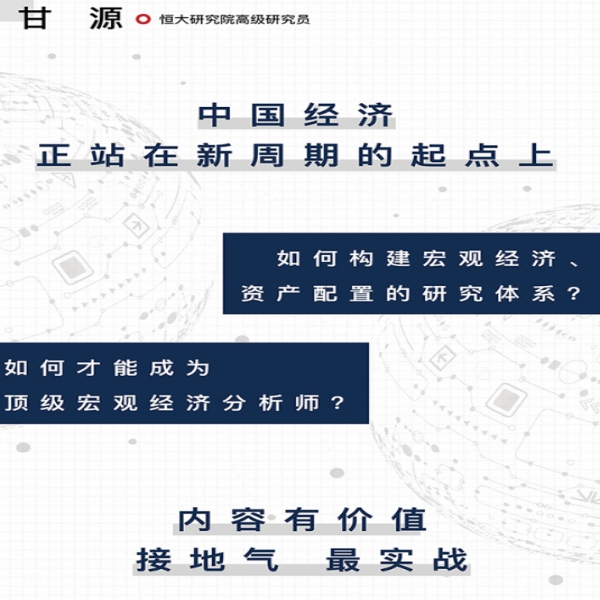 甘 源 恒大研究院高级研究员
中国经济
正站在新周期的起点上
如何构建宏观经济、
资产配置的研究体系？
如何才能成为
顶级宏观经济分析师？
内容有价值
接地气 最实战